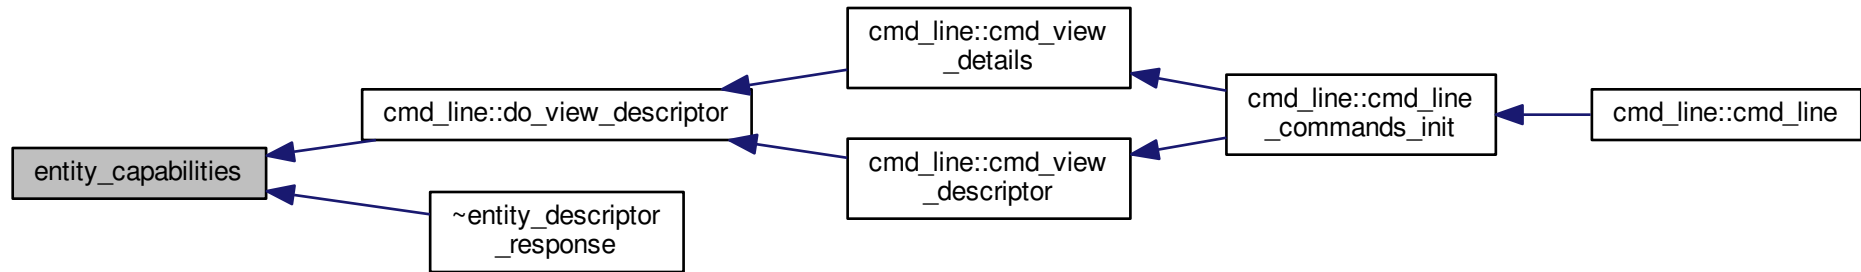 cmd_line::cmd_view
_details
cmd_line::do_view_descriptor
cmd_line::cmd_line
_commands_init
cmd_line::cmd_line
entity_capabilities
cmd_line::cmd_view
_descriptor
~entity_descriptor
_response